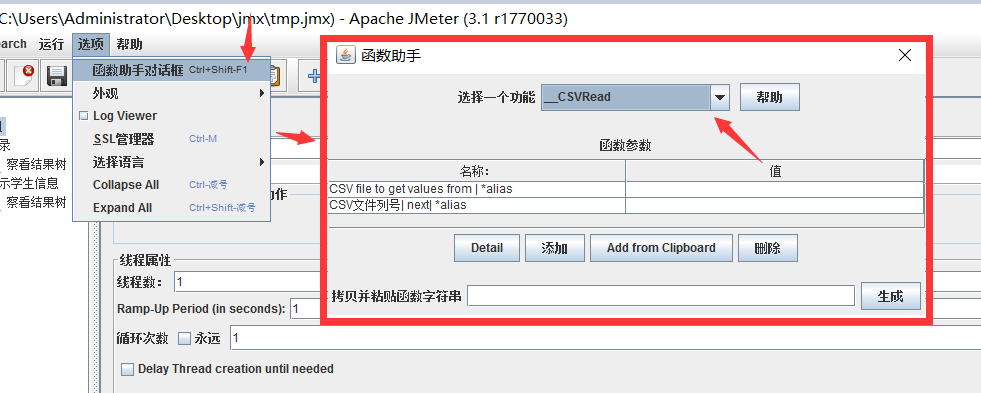 C:\Users\Administrator\Desktop\jmx\tmp.jmx) - Apache JMeter (3.1 r1770033)
earch 运行 选项 帮助
函数助手对话框 Ctrl+Shift-F1
外观
Log Viewer
SSL管理器 Ctrl-M
选择语言
Collapse All Ctrl-减号
Expand All Ctrl+Shift-减号
录
察看结果树
示学生信息
察看结果树
动作
线程属性
线程数： 1
Ramp-Up Period (in seconds): 1
循环次数 永远 1
Delay Thread creation until needed
函数助手
选择一个功能 __CSVRead 帮助
函数参数
名称: 值
CSV file to get values from | *alias
CSV文件列号| next| *alias
Detail 添加 Add from Clipboard 删除
拷贝并粘贴函数字符串 生成